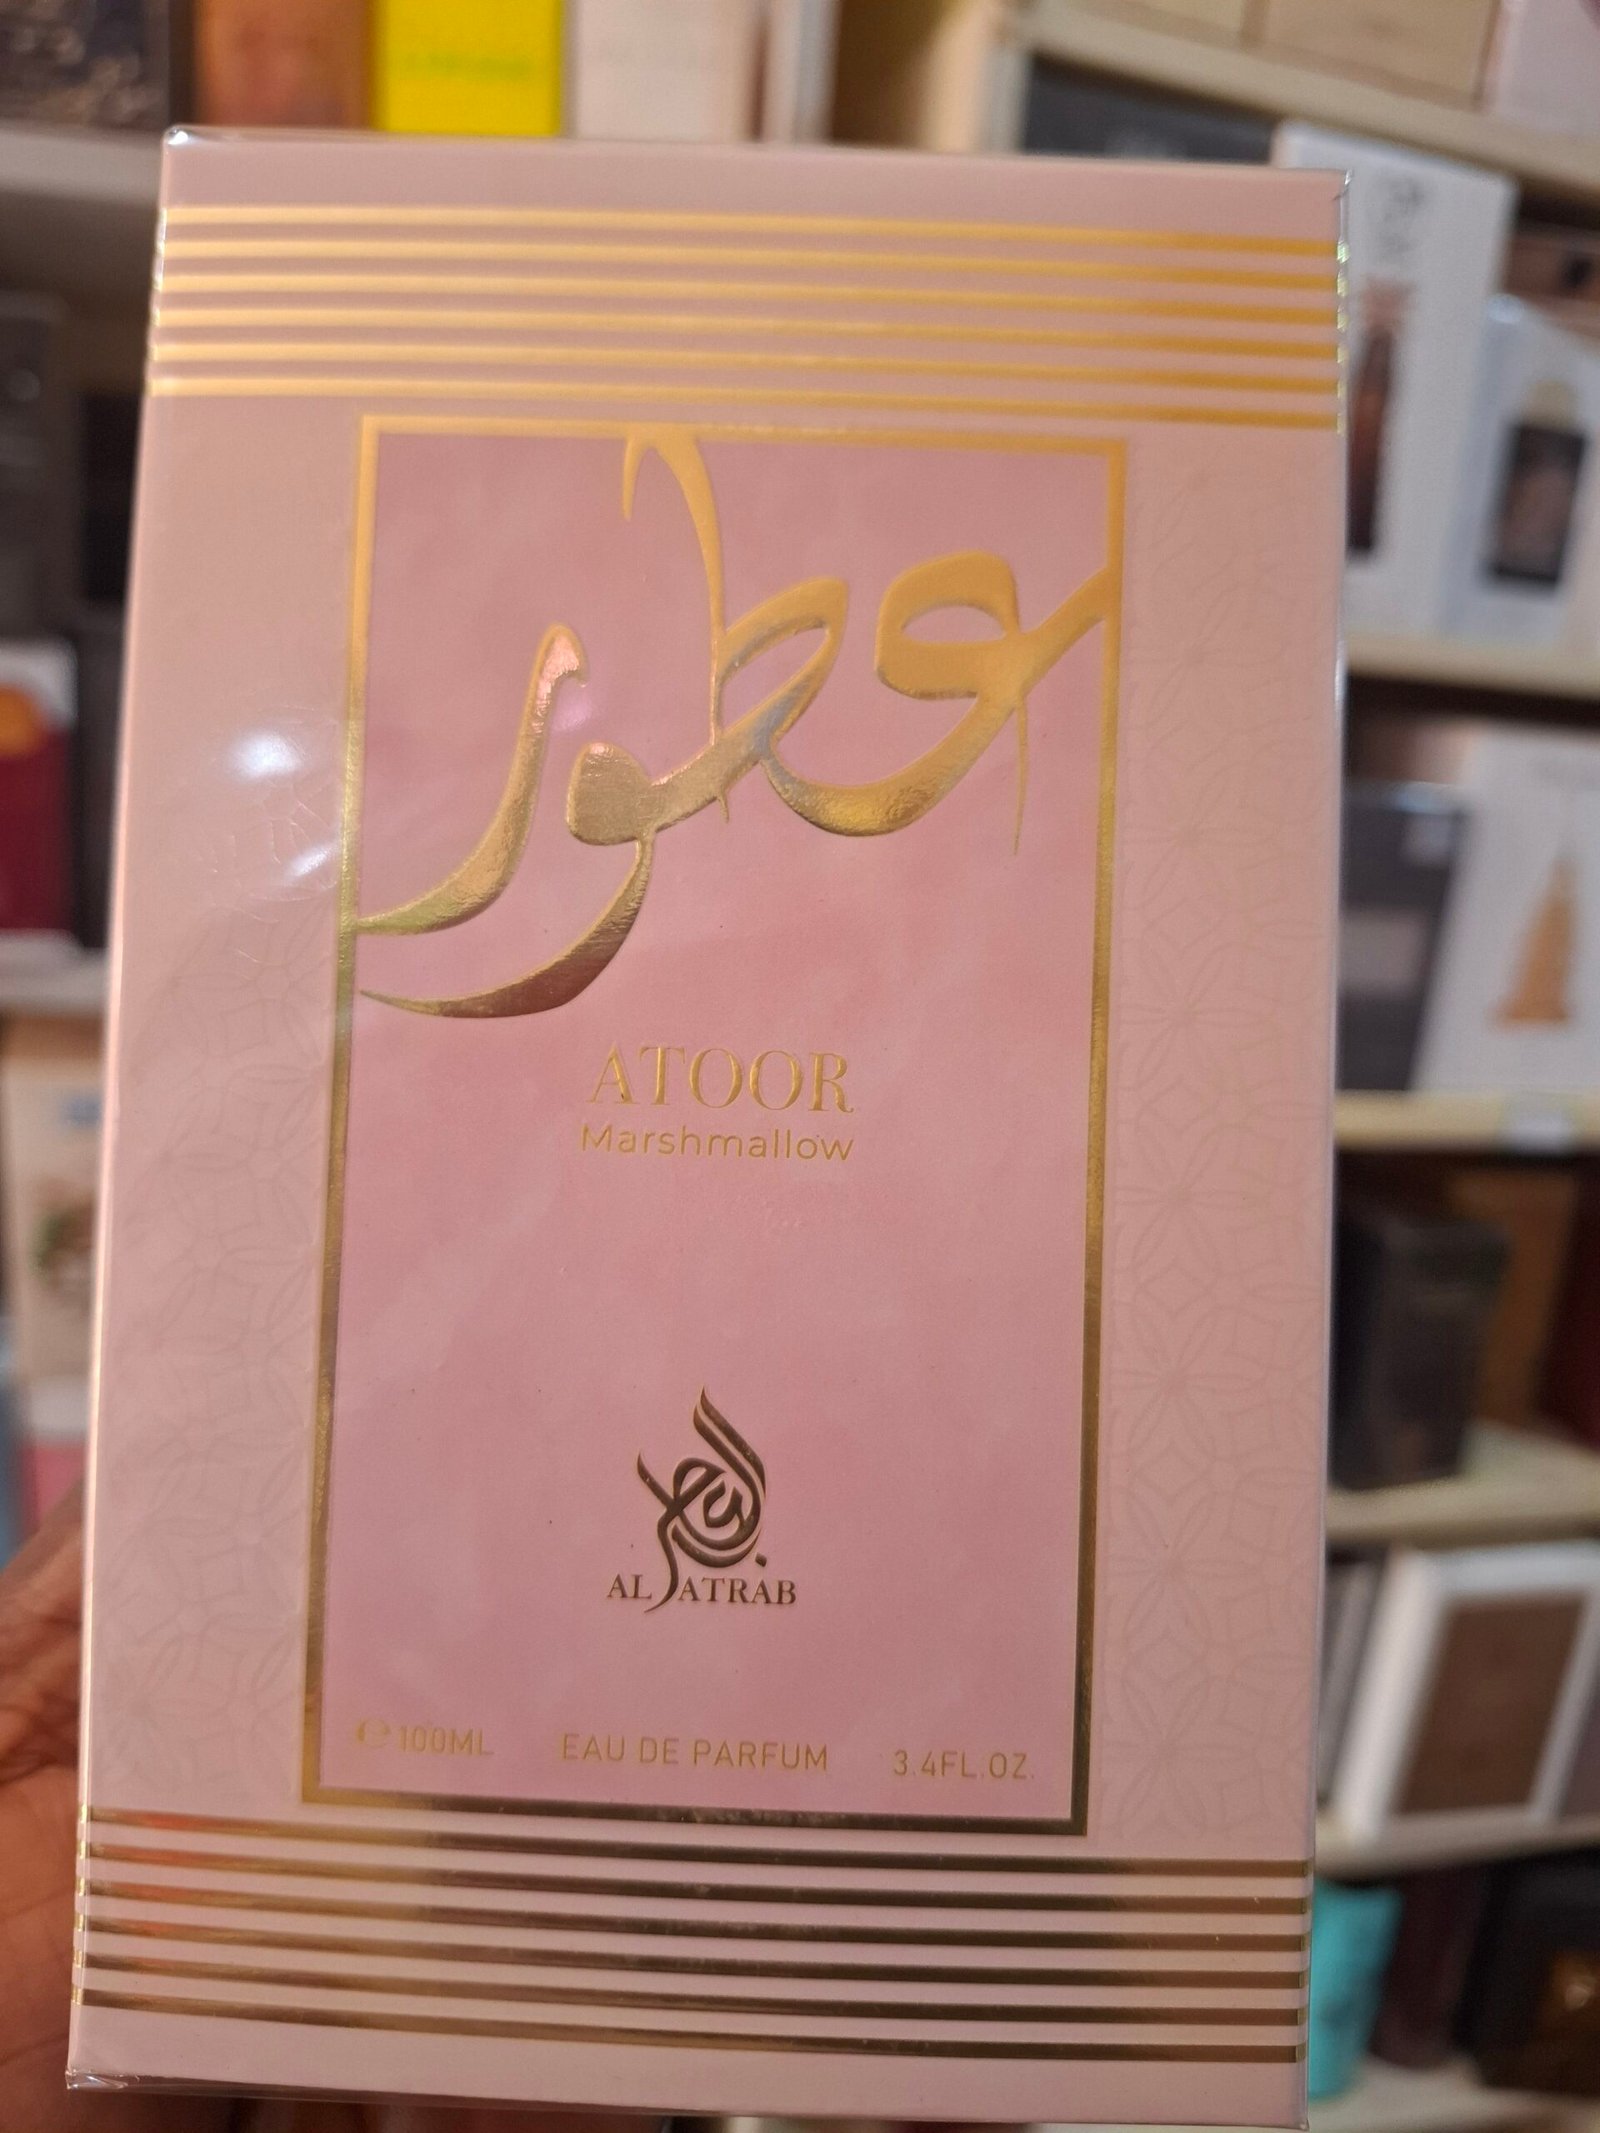 عطور
ATOOR
Marshmallow
AL ATRAB
℮ 100ML EAU DE PARFUM 3.4FL.OZ.